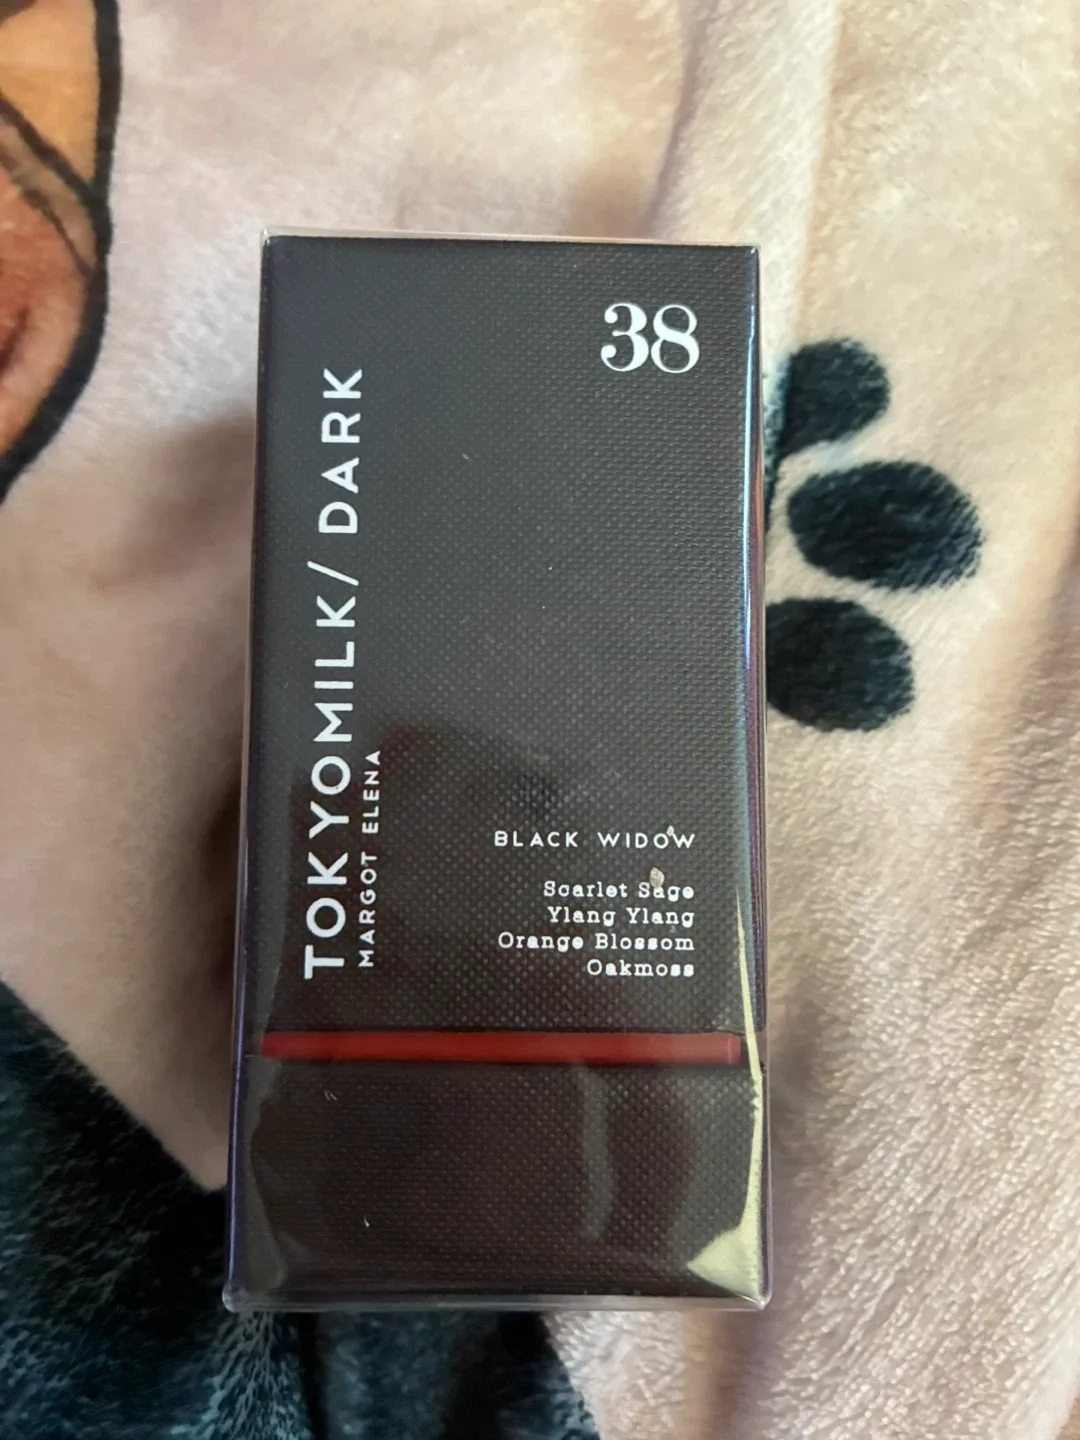 38
TOKYOMILK/ DARK
MARGOT ELENA
BLACK WIDOW
Scarlet Sage
Ylang Ylang
Orange Blossom
Oakmoss